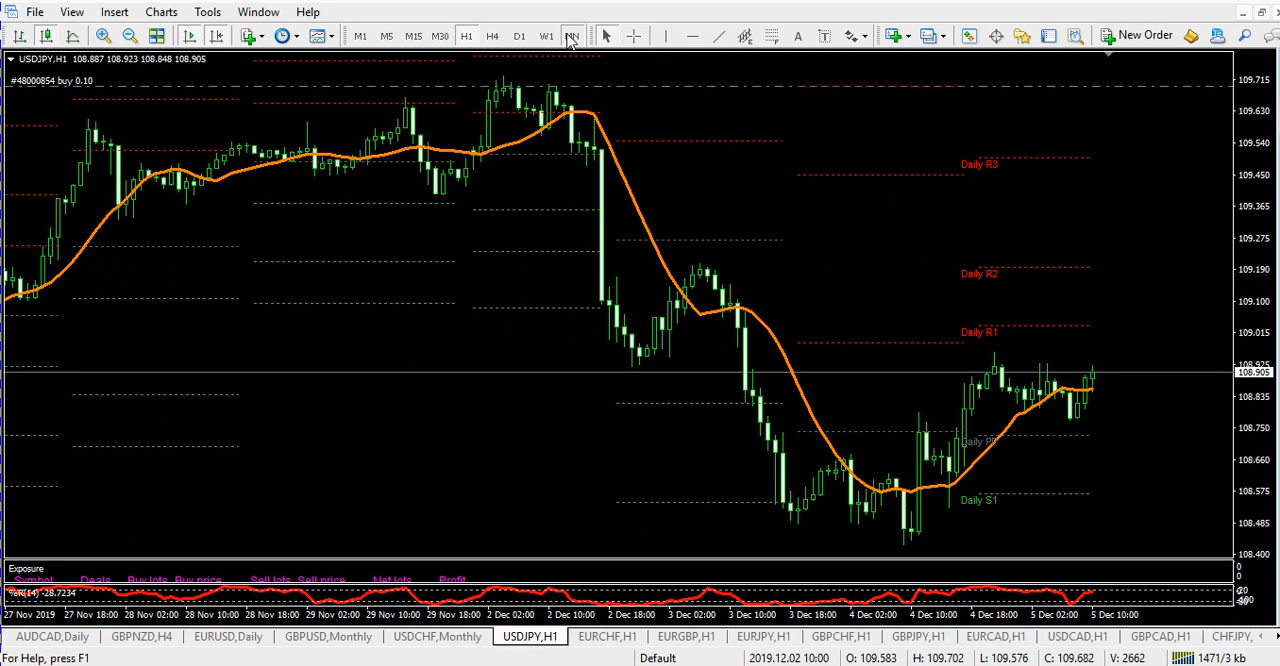 File View Insert Charts Tools Window Help
M1 M5 M15 M30 H1 H4 D1 W1 MN A T New Order
USDJPY,H1 108.887 108.923 108.848 108.905
#48000854 buy 0.10
109.715
109.630
109.540
109.450
109.365
109.275
109.190
109.100
109.015
108.925
108.905
108.835
108.750
108.660
108.575
108.485
108.400
Daily R3
Daily R2
Daily R1
Daily S1
Exposure
Symbol Deals Buy lots Buy price Sell lots Sell price Net lots Profit
0
0
%R(14) -28.7234
27 Nov 2019 27 Nov 18:00 28 Nov 02:00 28 Nov 10:00 28 Nov 18:00 29 Nov 02:00 29 Nov 10:00 29 Nov 18:00 2 Dec 02:00 2 Dec 10:00 2 Dec 18:00 3 Dec 02:00 3 Dec 10:00 3 Dec 18:00 4 Dec 02:00 4 Dec 10:00 4 Dec 18:00 5 Dec 02:00 5 Dec 10:00
AUDCAD,Daily GBPNZD,H4 EURUSD,Daily GBPUSD,Monthly USDCHF,Monthly USDJPY,H1 EURCHF,H1 EURGBP,H1 EURJPY,H1 GBPCHF,H1 GBPJPY,H1 EURCAD,H1 USDCAD,H1 GBPCAD,H1 CHFJPY,
For Help, press F1 Default 2019.12.02 10:00 O: 109.583 H: 109.702 L: 109.576 C: 109.682 V: 2662 1471/3 kb